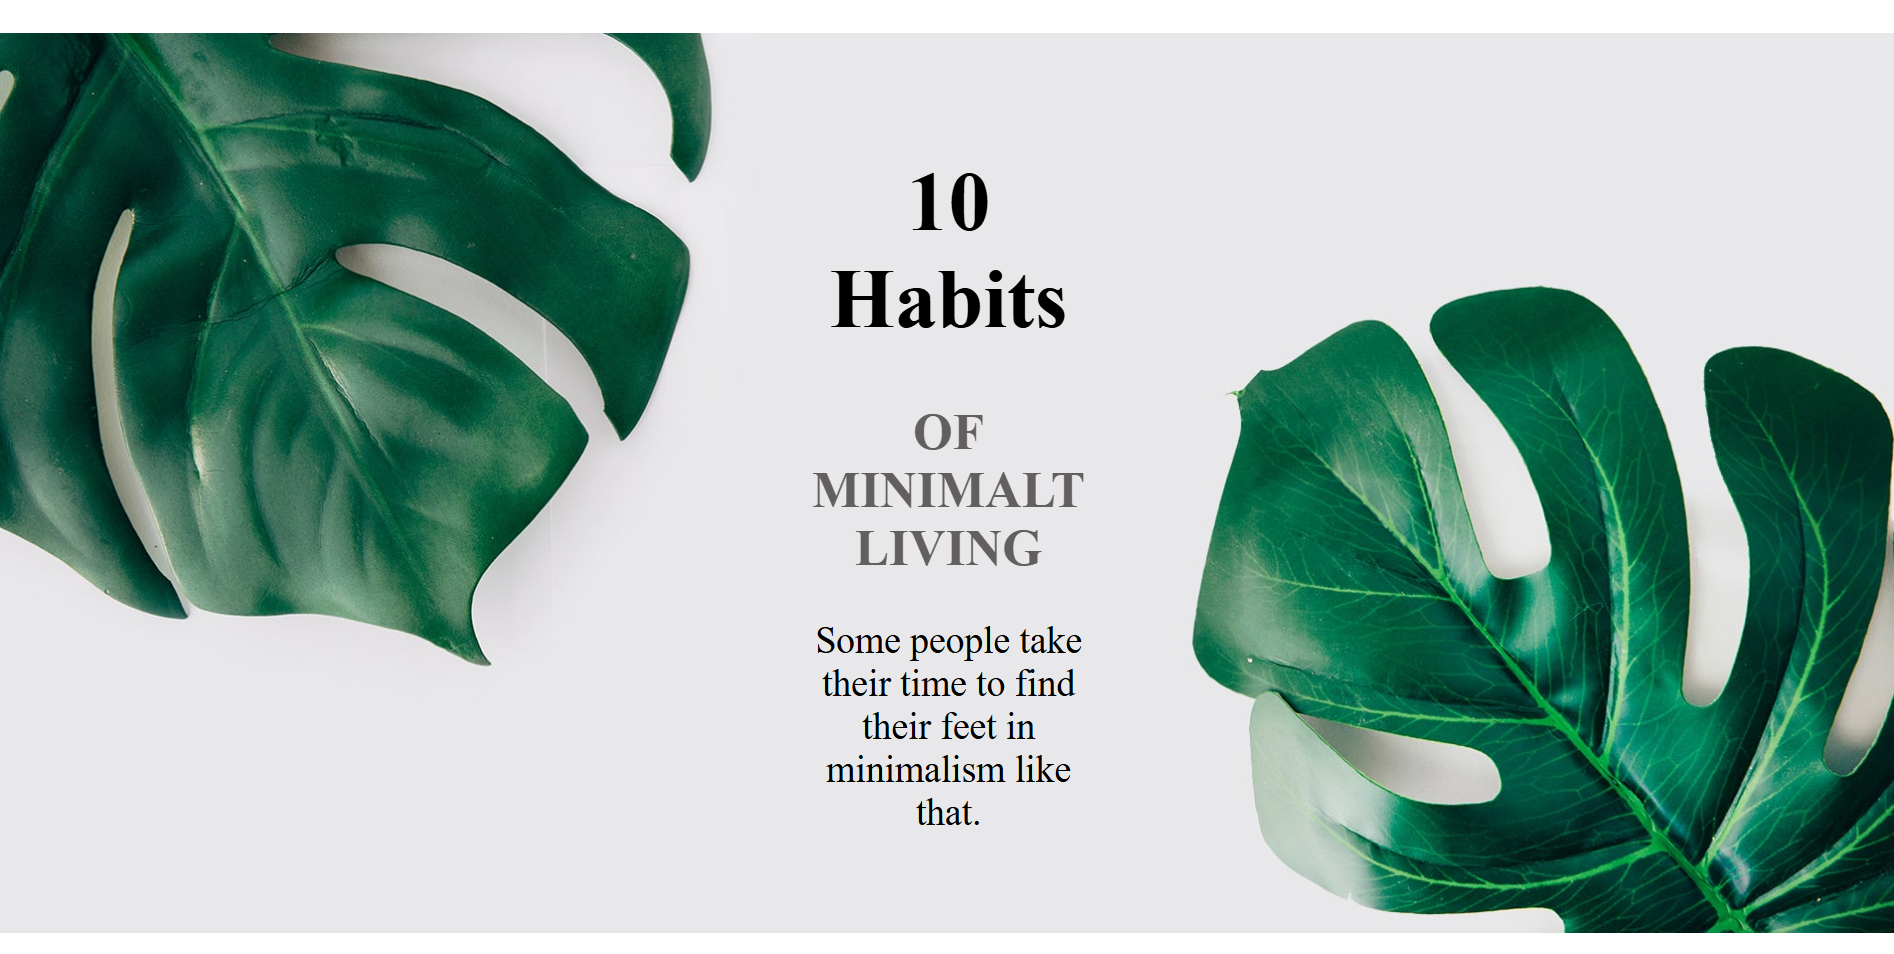 10
Habits
OF
MINIMALT
LIVING
Some people take
their time to find
their feet in
minimalism like
that.